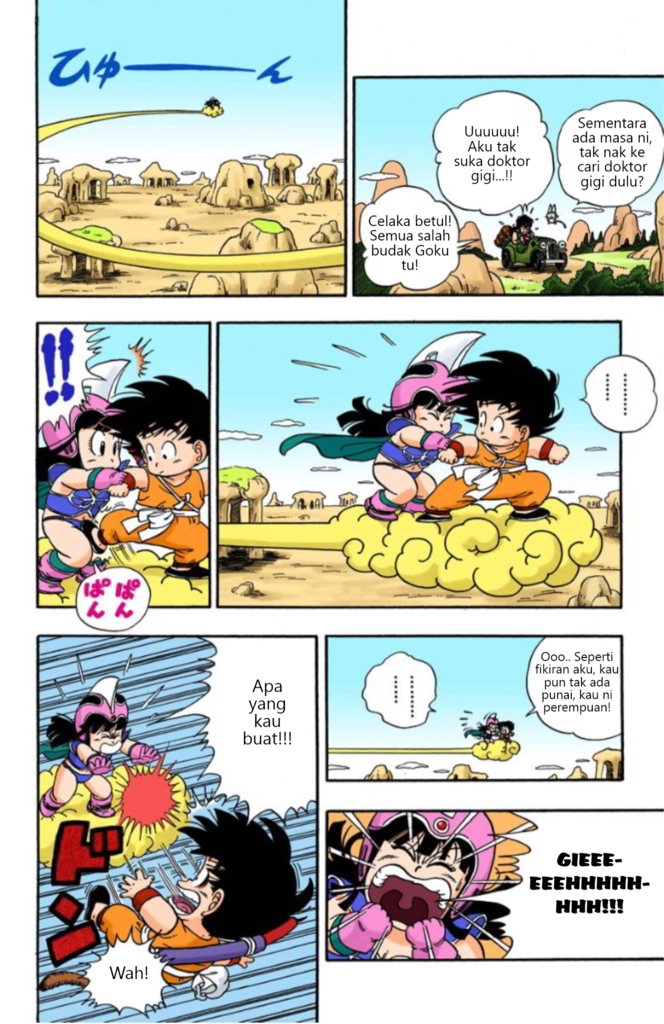 Sementara
ada masa ni,
tak nak ke
cari doktor
gigi dulu?
Uuuuuu!
Aku tak
suka doktor
gigi...!!
Celaka betul!
Semua salah
budak Goku
tu!
ひゅーん
......
!!
ぱん
ぱん
Ooo.. Seperti
fikiran aku, kau
pun tak ada
punai, kau ni
perempuan!
......
GIEEE-
EEEHHHHH-
HHH!!!
Apa
yang
kau
buat!!!
ドン
Wah!